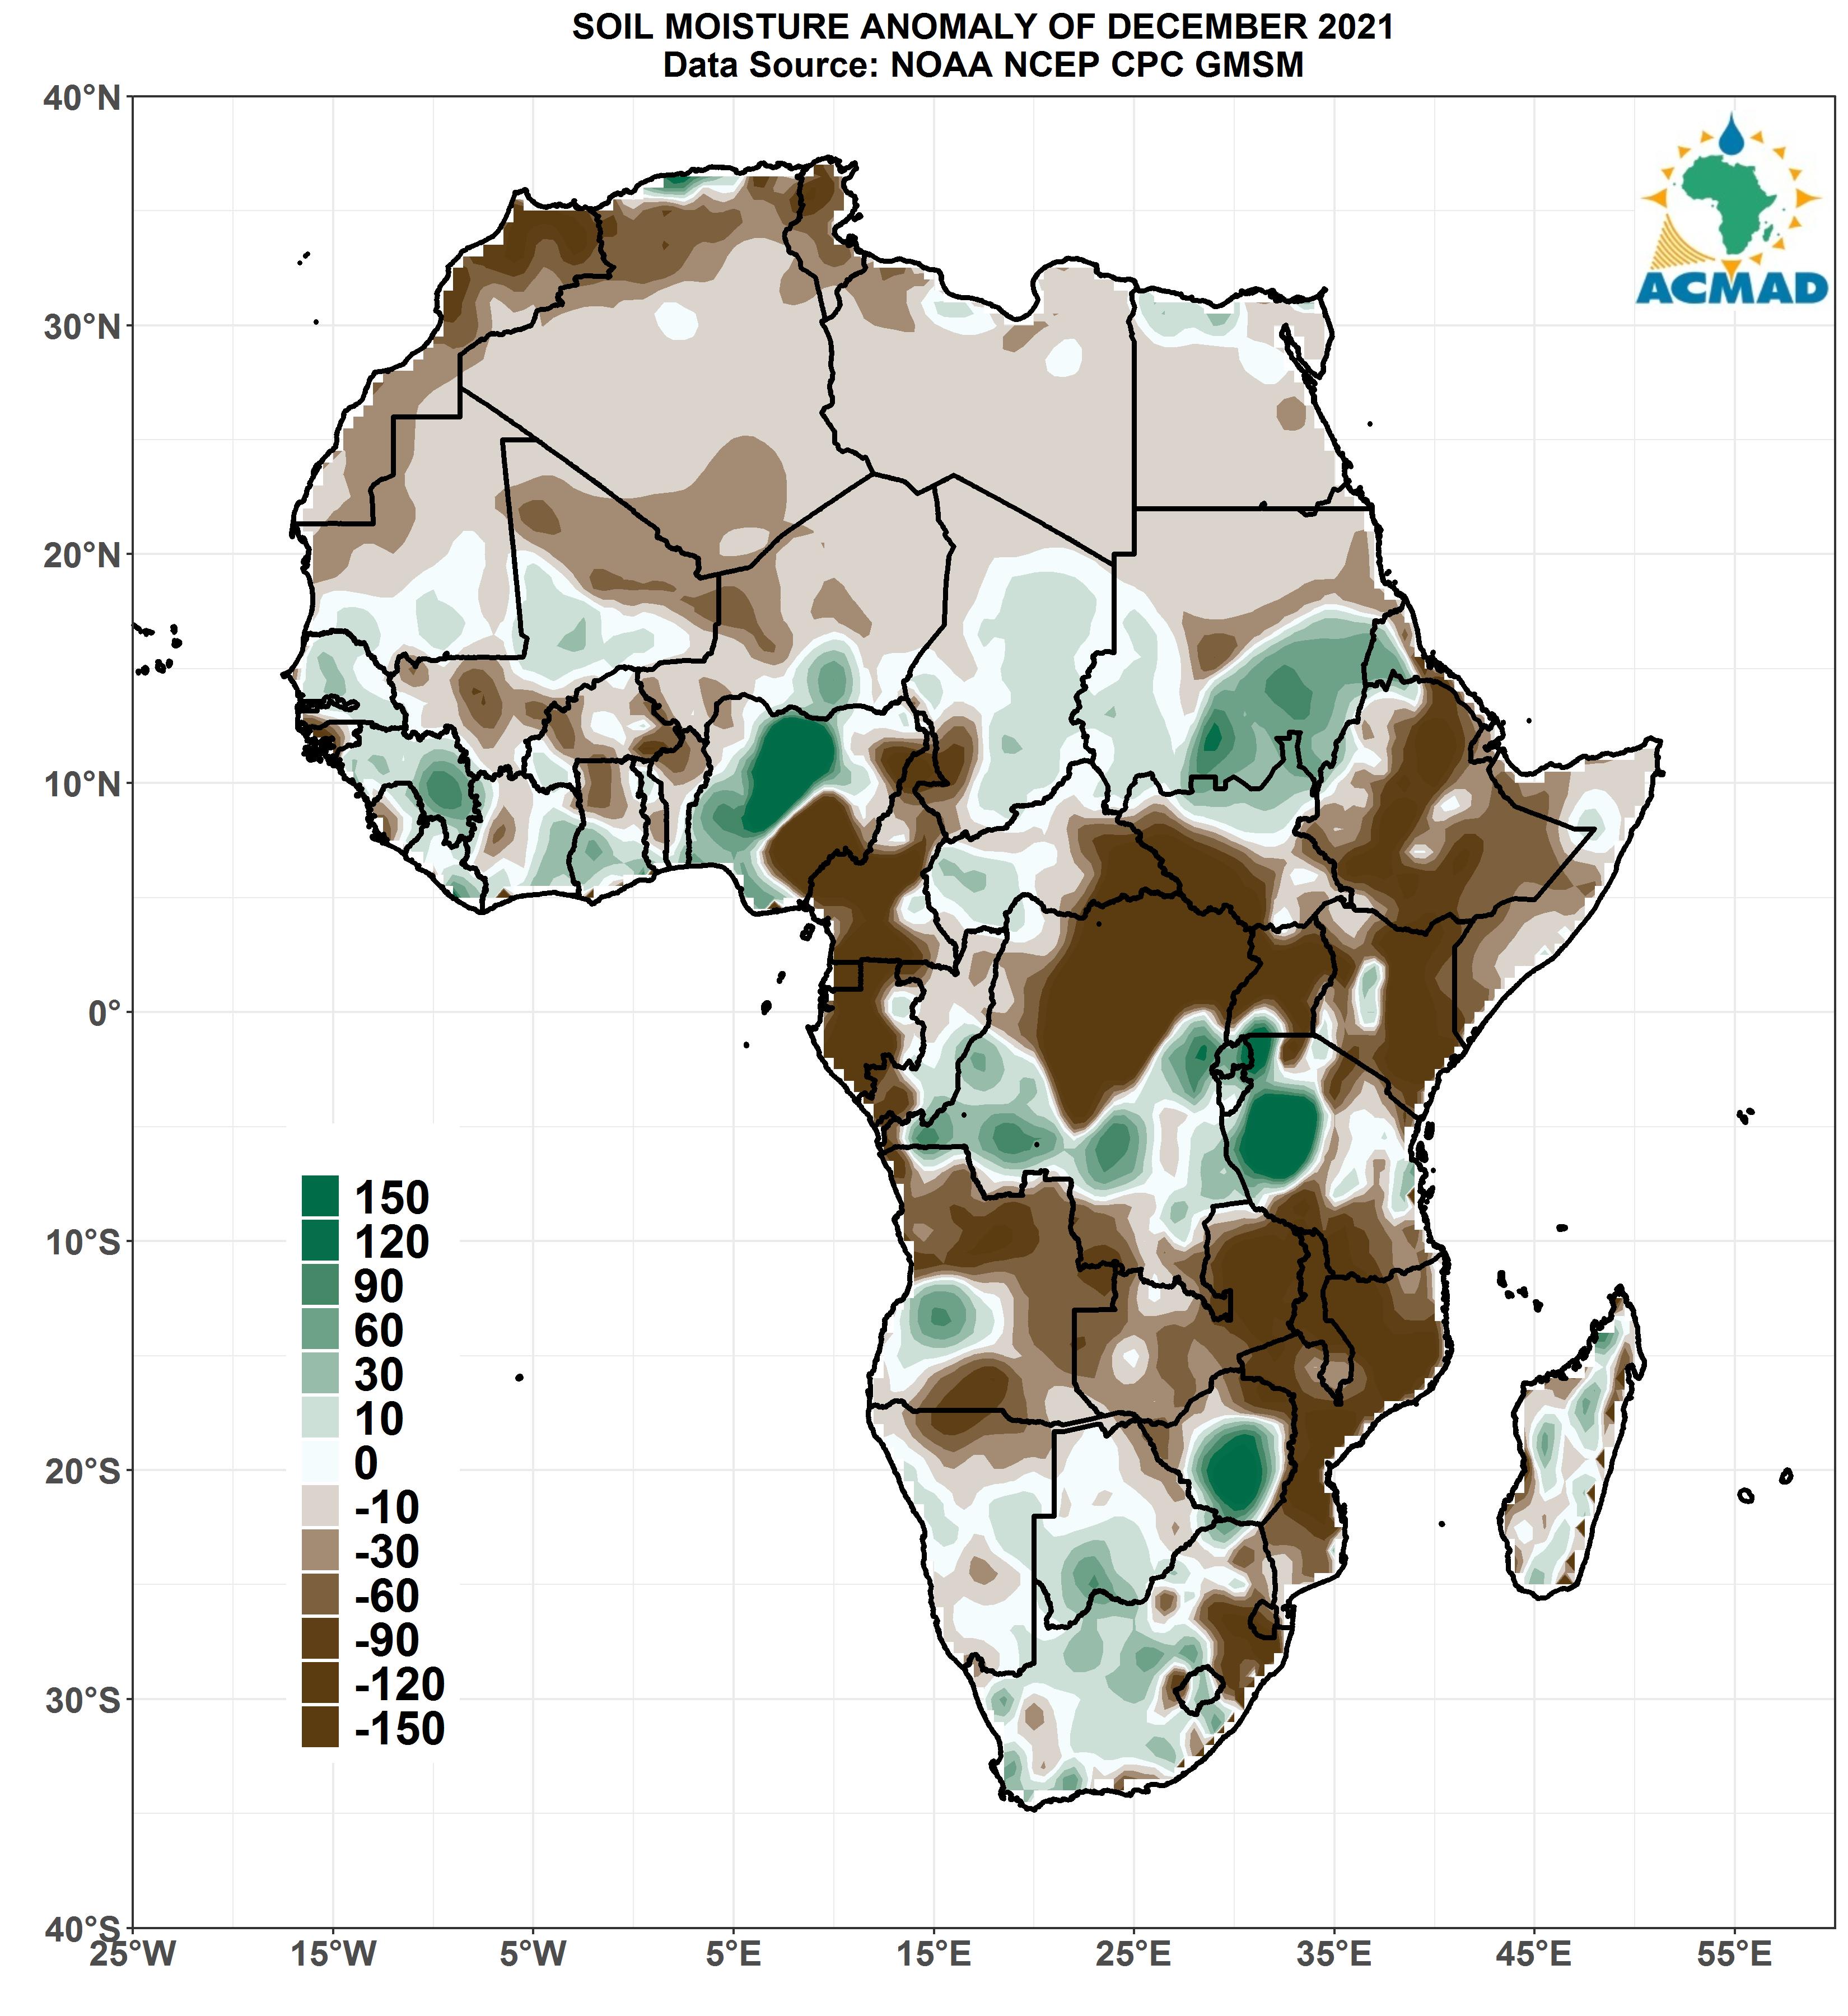 SOIL MOISTURE ANOMALY OF DECEMBER 2021
Data Source: NOAA NCEP CPC GMSM
ACMAD
40°N
30°N
20°N
10°N
0°
10°S
20°S
30°S
40°S
150
120
90
60
30
10
0
-10
-30
-60
-90
-120
-150
25°W 15°W 5°W 5°E 15°E 25°E 35°E 45°E 55°E